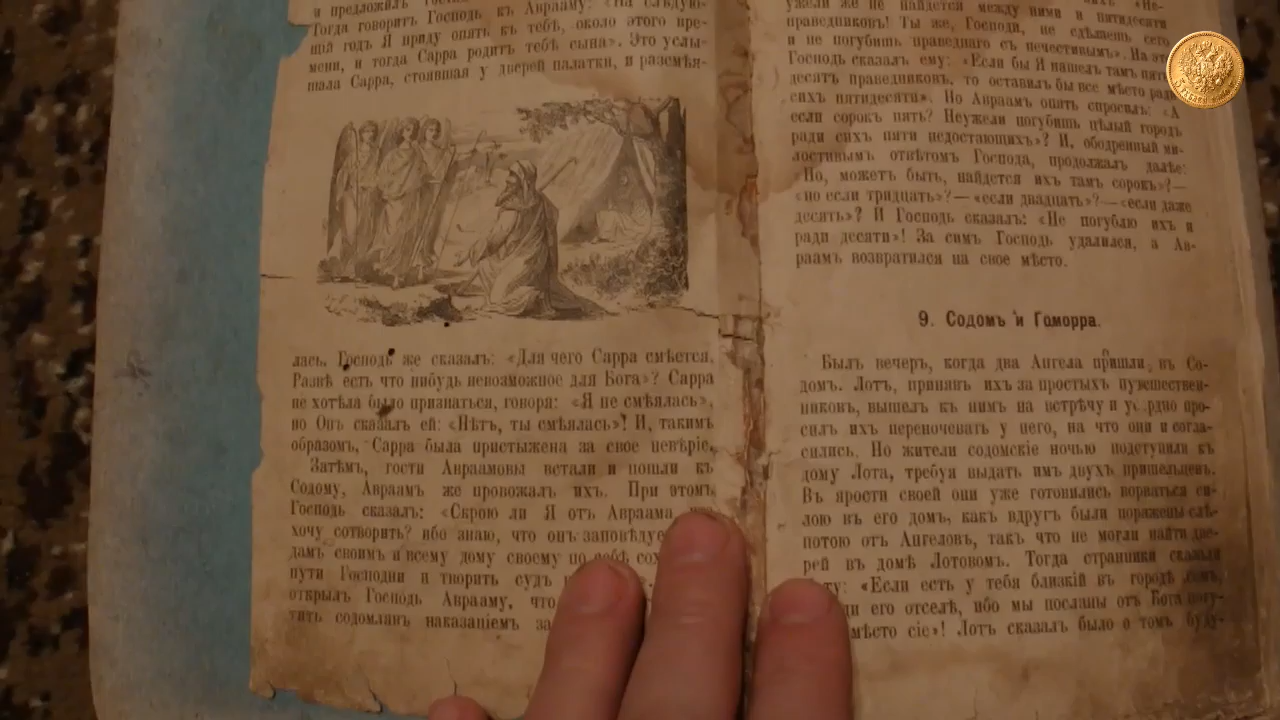 и предложилъ
Тогда говоритъ Господь къ Аврааму: «На слѣдую-
щій годъ Я приду опять къ тебѣ, около этого вре-
мени, и тогда Сарра родитъ тебѣ сына». Это услы-
шала Сарра, стоявшая у дверей палатки, и разсмѣя-
лась. Господь же сказалъ: «Для чего Сарра смѣется.
Развѣ есть что нибудь невозможное для Бога»? Сарра
не хотѣла было признаться, говоря: «Я не смѣялась»,
но Онъ сказалъ ей: «Нѣтъ, ты смѣялась»! И, такимъ
образомъ, Сарра была пристыжена за свое невѣріе.
Затѣмъ, гости Авраамовы встали и пошли къ
Содому, Авраамъ же провожалъ ихъ. При этомъ
Господь сказалъ: «Скрою ли Я отъ Авраама
хочу сотворить? ибо знаю, что онъ
дамъ своимъ и всему дому своему по себѣ
пути Господни и творить судъ
открылъ Господь Аврааму, что
тить содомлянъ наказаніемъ за
ужели же не найдется между ними и пятидесяти
праведниковъ! Ты же, Господи, не сдѣлаешь сего
и не погубишь праведнаго съ нечестивымъ». На
Господь сказалъ ему: «Если бы Я нашелъ тамъ
десятъ праведниковъ, то оставилъ бы все мѣсто ради
сихъ пятидесяти». Но Авраамъ опять спросилъ: «А
если сорокъ пять? Неужели погубишь цѣлый городъ
ради сихъ пяти недостающихъ»? И, ободренный ми-
лостивымъ отвѣтомъ Господа, продолжалъ далѣе:
«Но, можетъ быть, найдется ихъ тамъ сорокъ»?—
«но если тридцать»?—«если двадцать»?—«если даже
десять»? И Господь сказалъ: «Не погублю ихъ и
ради десяти»! За симъ Господь удалился, а Ав-
раамъ возвратился на свое мѣсто.
9. Содомъ и Гоморра.
Былъ вечеръ, когда два Ангела пришли въ Со-
домъ. Лотъ, принявъ ихъ за простыхъ путешествен-
никовъ, вышелъ къ нимъ на встрѣчу и усердно про-
силъ ихъ переночевать у него, на что они и согла-
сились. Но жители содомскіе ночью подступили къ
дому Лота, требуя выдать имъ двухъ пришельцевъ.
Въ ярости своей они уже готовились ворваться си-
лою въ его домъ, какъ вдругъ были поражены слѣ-
потою отъ Ангеловъ, такъ что не могли найти две-
рей въ домѣ Лотовомъ. Тогда странники сказали
«Если есть у тебя близкій въ городѣ семъ,
его отселѣ, ибо мы посланы отъ Бога погу-
мѣсто сіе»! Лотъ сказалъ было о томъ буду-